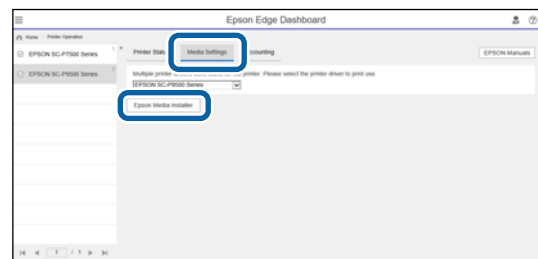 Epson Edge Dashboard
Home Printer Operation
EPSON SC-P7500 Series
EPSON SC-P9500 Series
Printer Media Settings
EPSON Manuals
Multiple printer for the printer. Please select the printer driver to print use.
EPSON SC-P9500 Series
Epson Media Installer
1 / 1